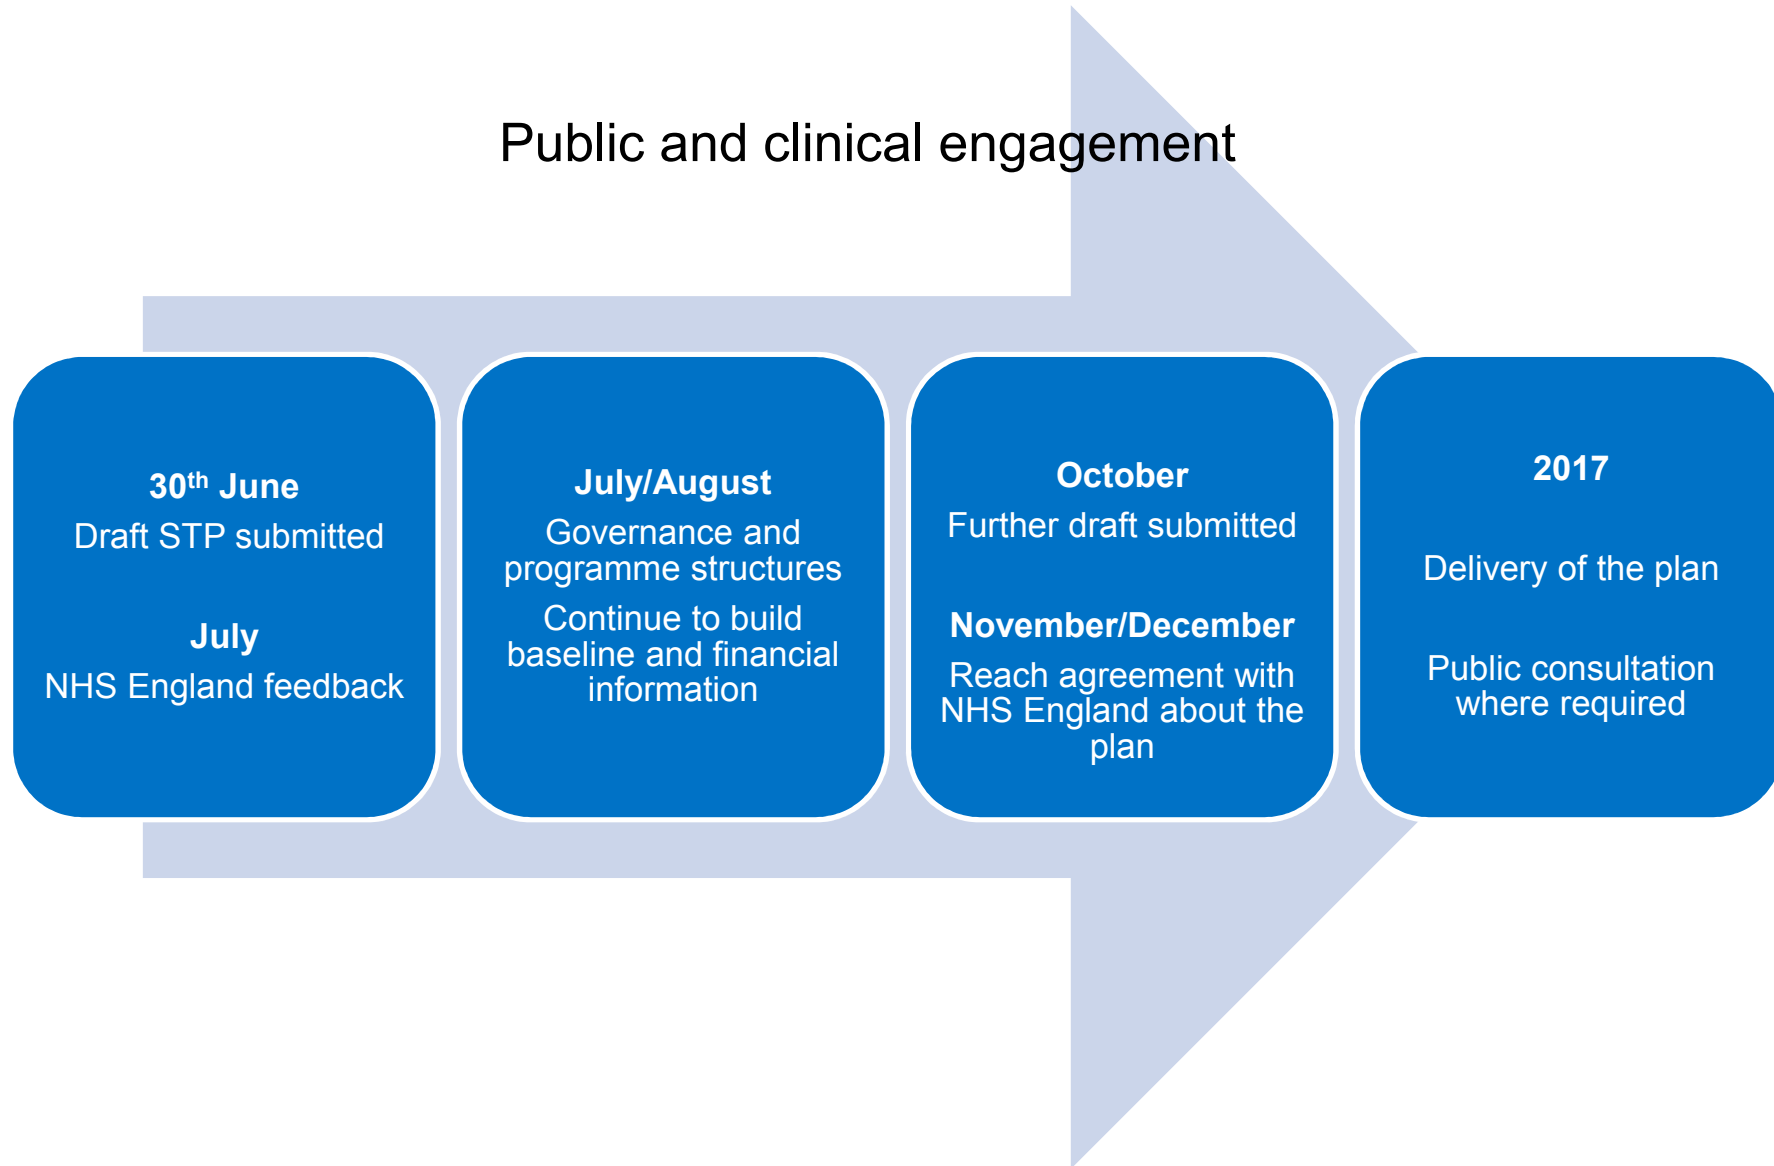 Public and clinical engagement
30th June
Draft STP submitted
July
NHS England feedback
July/August
Governance and
programme structures
Continue to build
baseline and financial
information
October
Further draft submitted
November/December
Reach agreement with
NHS England about the
plan
2017
Delivery of the plan
Public consultation
where required